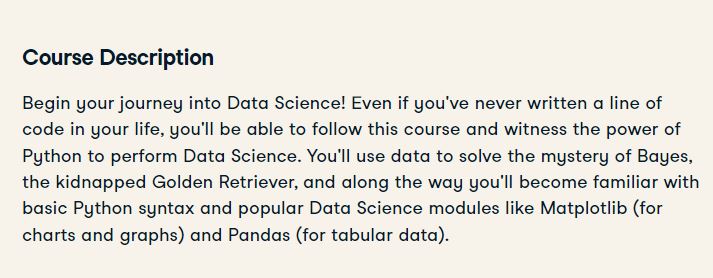 Course Description
Begin your journey into Data Science! Even if you've never written a line of
code in your life, you'll be able to follow this course and witness the power of
Python to perform Data Science. You'll use data to solve the mystery of Bayes,
the kidnapped Golden Retriever, and along the way you'll become familiar with
basic Python syntax and popular Data Science modules like Matplotlib (for
charts and graphs) and Pandas (for tabular data).